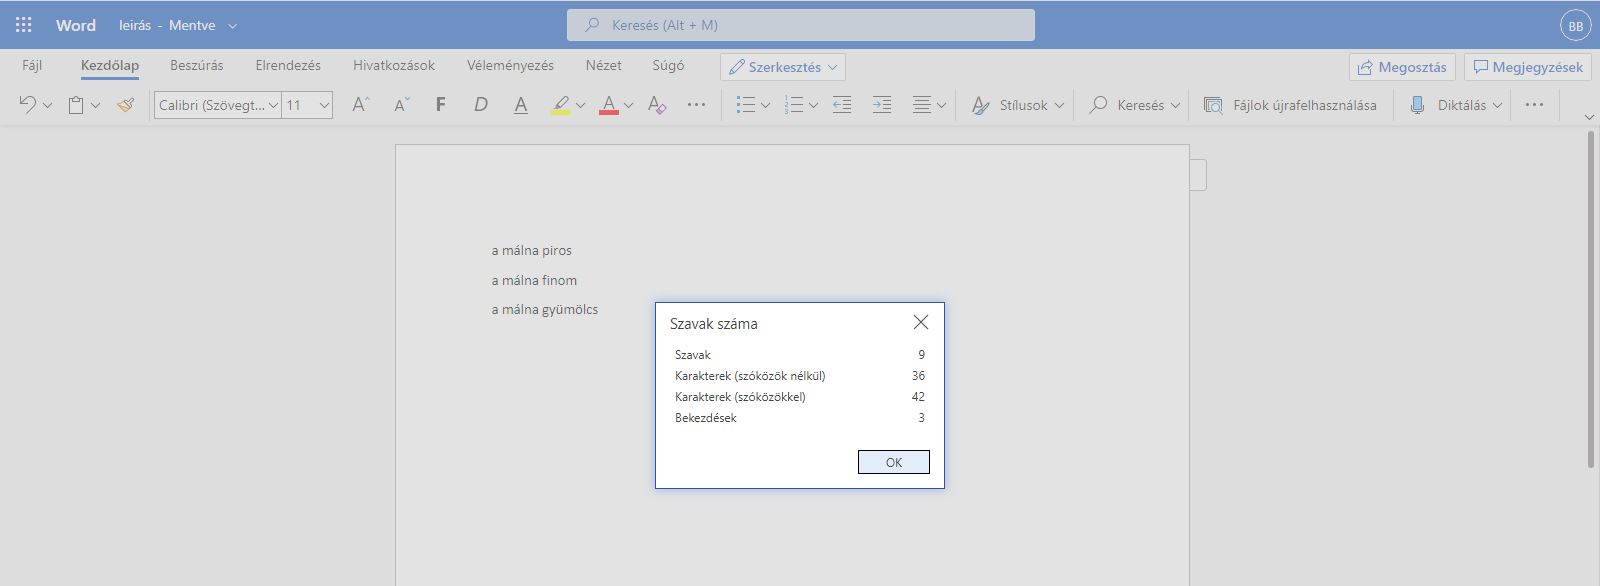 Word leirás - Mentve Keresés (Alt + M) BB
Fájl Kezdőlap Beszúrás Elrendezés Hivatkozások Véleményezés Nézet Súgó Szerkesztés Megosztás Megjegyzések
Calibri (Szövegt... 11 A A F D A A A Stílusok Keresés Fájlok újrafelhasználása Diktálás
a málna piros
a málna finom
a málna gyümölcs
Szavak száma
Szavak 9
Karakterek (szóközök nélkül) 36
Karakterek (szóközökkel) 42
Bekezdések 3
OK